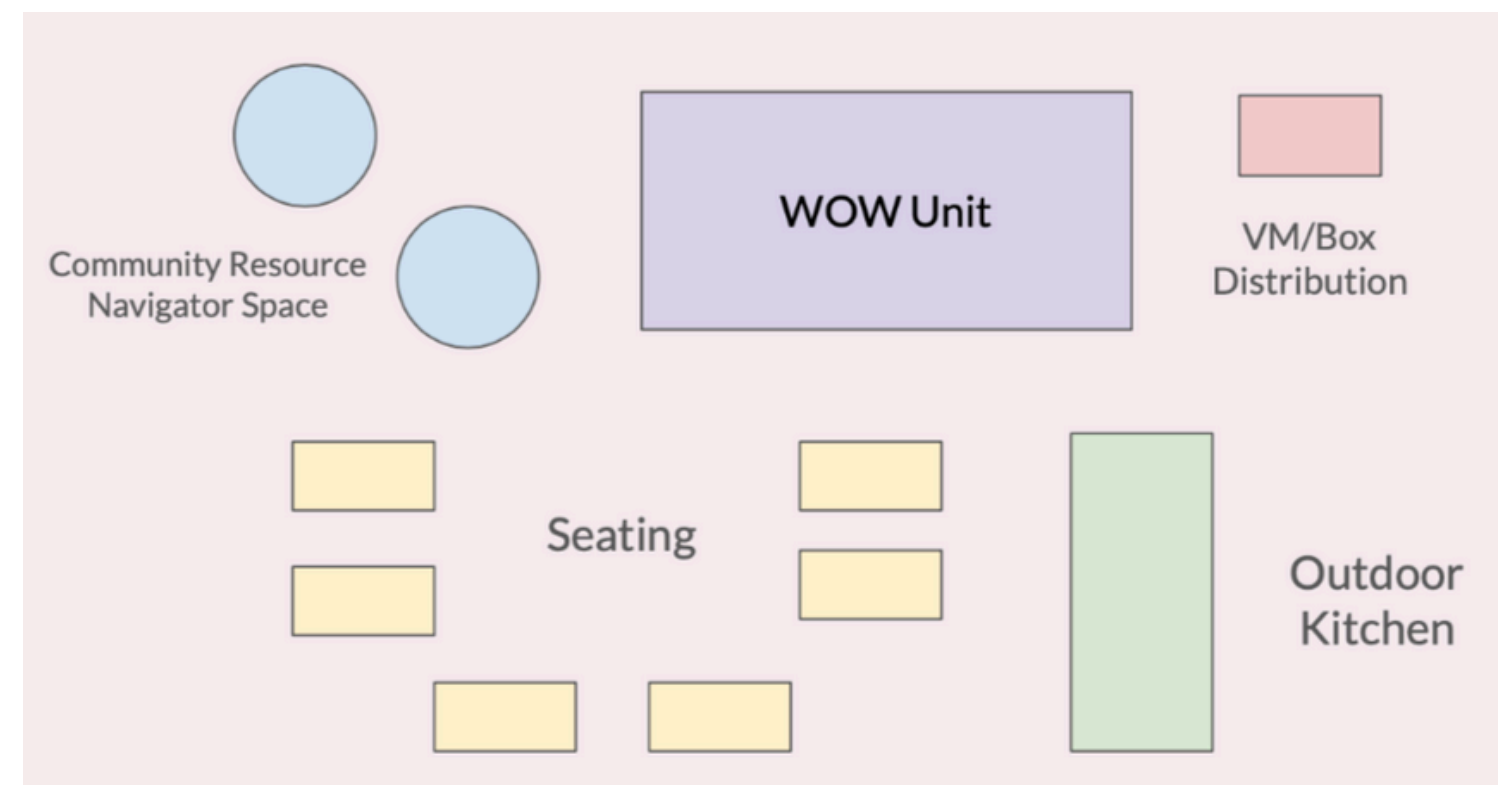 WOW Unit
VM/Box
Distribution
Community Resource
Navigator Space
Seating
Outdoor
Kitchen